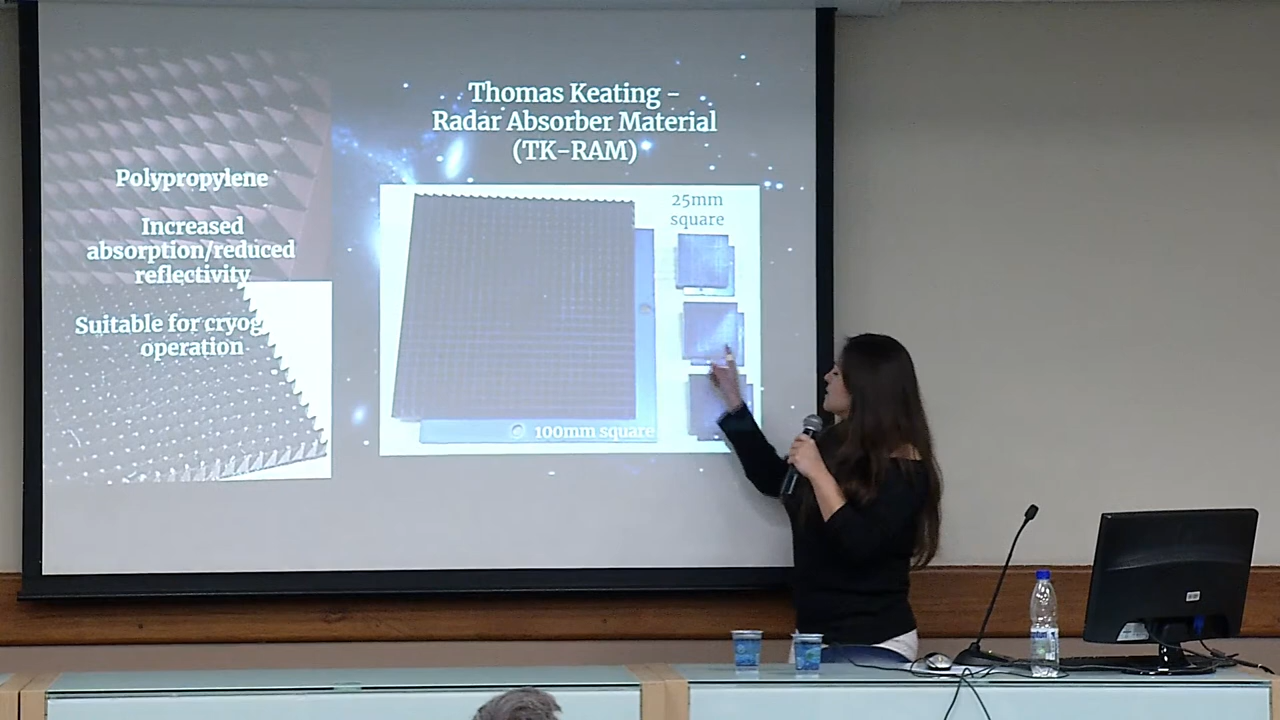 Thomas Keating -
Radar Absorber Material
(TK-RAM)
Polypropylene
Increased
absorption/reduced
reflectivity
Suitable for cryog
operation
25mm
square
100mm square